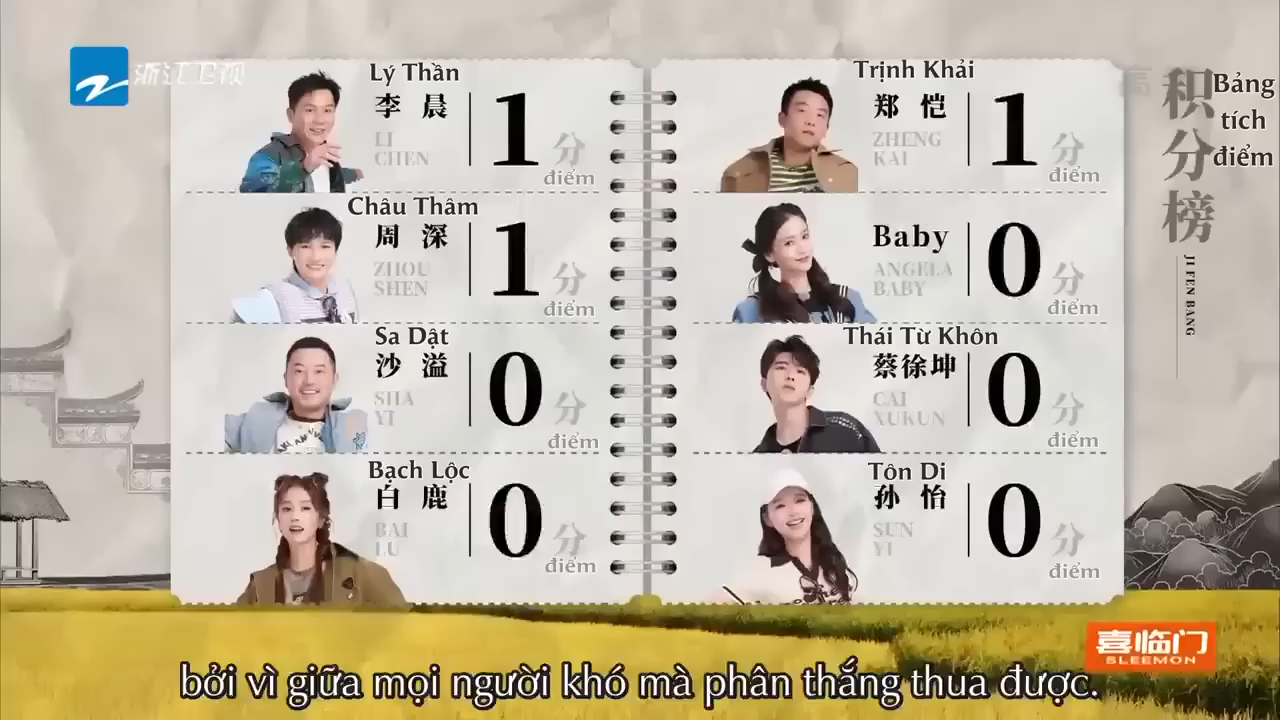 浙江卫视
Lý Thần
李晨
LI
CHEN
1
分
điểm
Châu Thâm
周深
ZHOU
SHEN
1
分
điểm
Sa Dật
沙溢
SHA
YI
0
分
điểm
Bạch Lộc
白鹿
BAI
LU
0
分
điểm
Trịnh Khải
郑恺
ZHENG
KAI
1
分
điểm
Baby
ANGELA
BABY
0
分
điểm
Thái Từ Khôn
蔡徐坤
CAI
XUKUN
0
分
điểm
Tôn Di
孙怡
SUN
YI
0
分
điểm
积分榜
JI FEN BANG
Bảng
tích
điểm
喜临门
SLEEMON
bởi vì giữa mọi người khó mà phân thắng thua được.